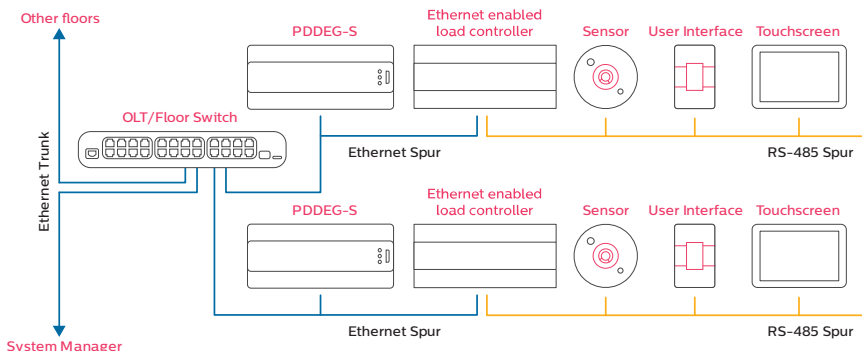 Other floors
PDDEG-S
Ethernet enabled
load controller
Sensor
User Interface
Touchscreen
OLT/Floor Switch
Ethernet Trunk
Ethernet Spur
RS-485 Spur
PDDEG-S
Ethernet enabled
load controller
Sensor
User Interface
Touchscreen
Ethernet Spur
RS-485 Spur
System Manager